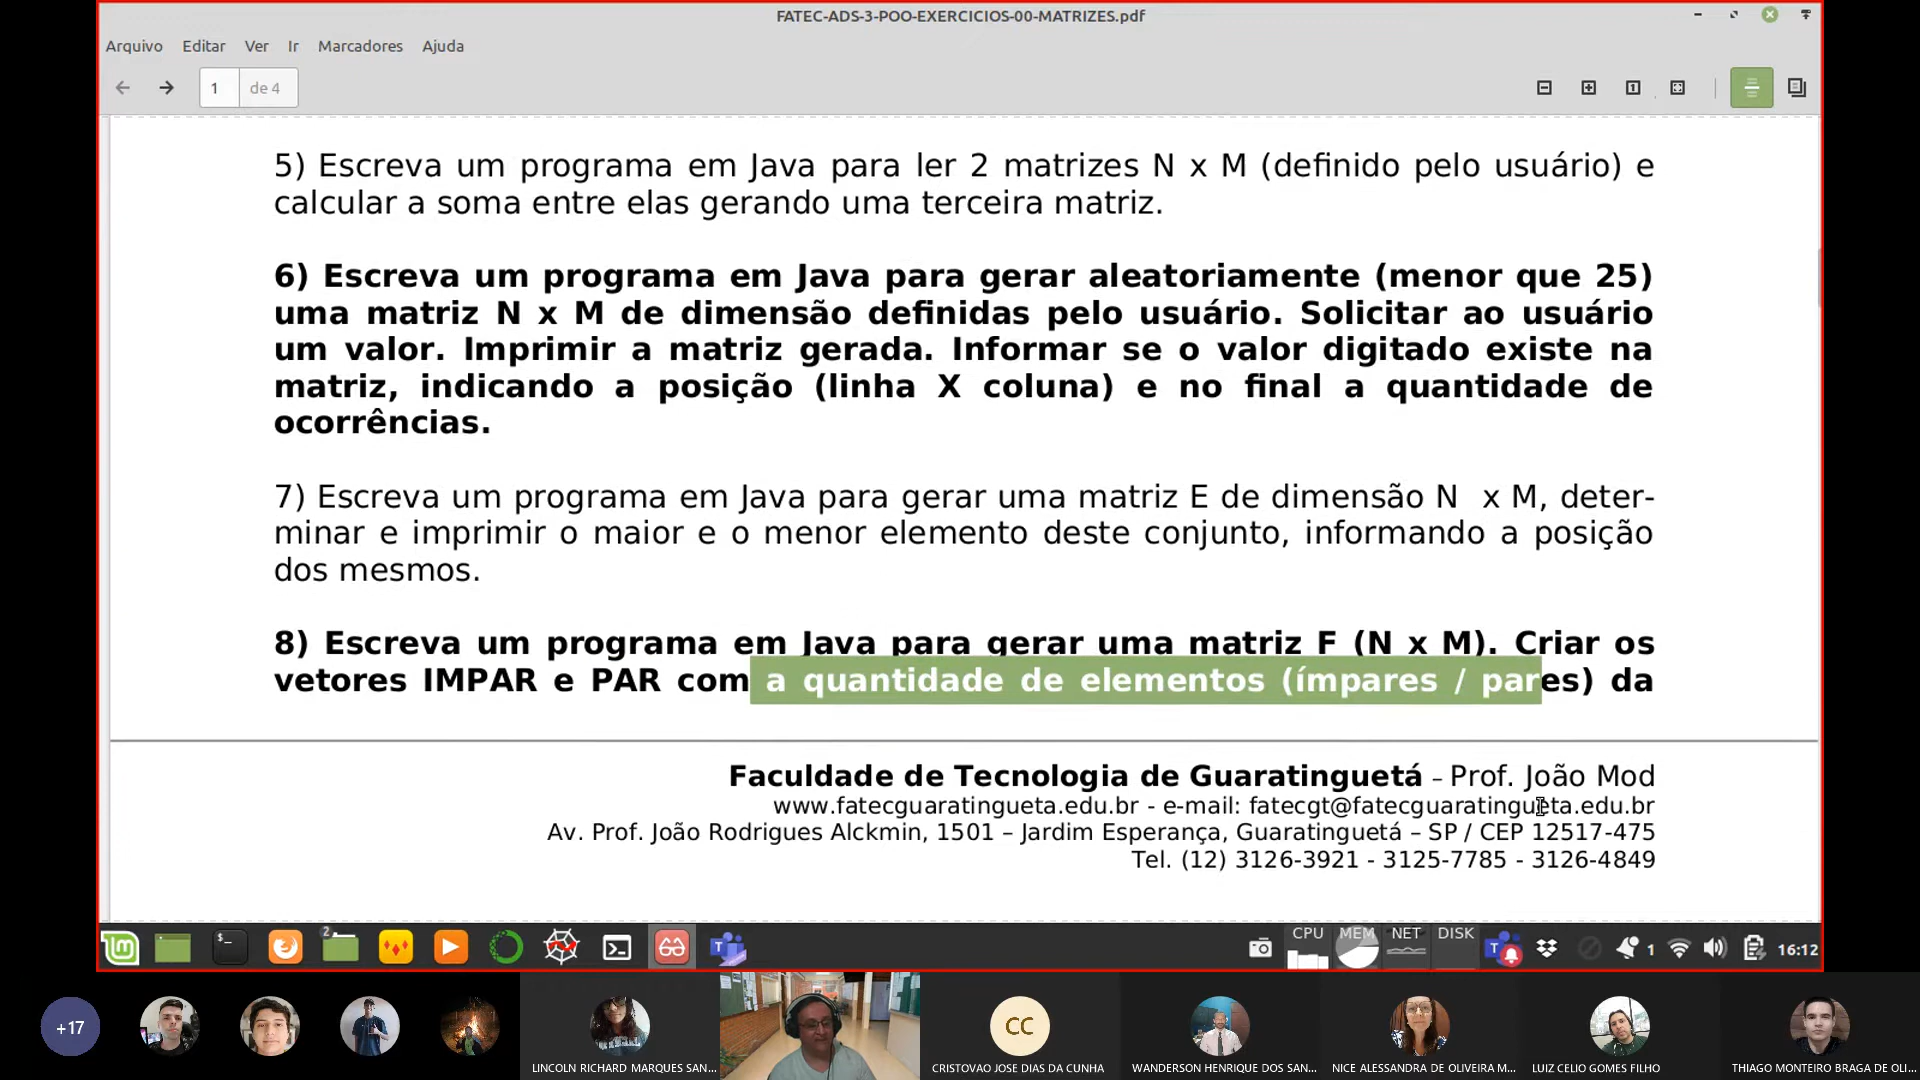 FATEC-ADS-3-POO-EXERCICIOS-00-MATRIZES.pdf
Arquivo Editar Ver Ir Marcadores Ajuda
1 de 4
5) Escreva um programa em Java para ler 2 matrizes N x M (definido pelo usuário) e
calcular a soma entre elas gerando uma terceira matriz.
6) Escreva um programa em Java para gerar aleatoriamente (menor que 25)
uma matriz N x M de dimensão definidas pelo usuário. Solicitar ao usuário
um valor. Imprimir a matriz gerada. Informar se o valor digitado existe na
matriz, indicando a posição (linha X coluna) e no final a quantidade de
ocorrências.
7) Escreva um programa em Java para gerar uma matriz E de dimensão N x M, deter-
minar e imprimir o maior e o menor elemento deste conjunto, informando a posição
dos mesmos.
8) Escreva um programa em Java para gerar uma matriz F (N x M). Criar os
vetores IMPAR e PAR com a quantidade de elementos (ímpares / pares) da
Faculdade de Tecnologia de Guaratinguetá – Prof. João Mod
www.fatecguaratingueta.edu.br - e-mail: fatecgt@fatecguaratingueta.edu.br
Av. Prof. João Rodrigues Alckmin, 1501 – Jardim Esperança, Guaratinguetá – SP / CEP 12517-475
Tel. (12) 3126-3921 - 3125-7785 - 3126-4849
2 CPU MEM NET DISK 1 16:12
+17 CC
LINCOLN RICHARD MARQUES SAN... CRISTOVAO JOSE DIAS DA CUNHA WANDERSON HENRIQUE DOS SAN... NICE ALESSANDRA DE OLIVEIRA M... LUIZ CELIO GOMES FILHO THIAGO MONTEIRO BRAGA DE OLI...